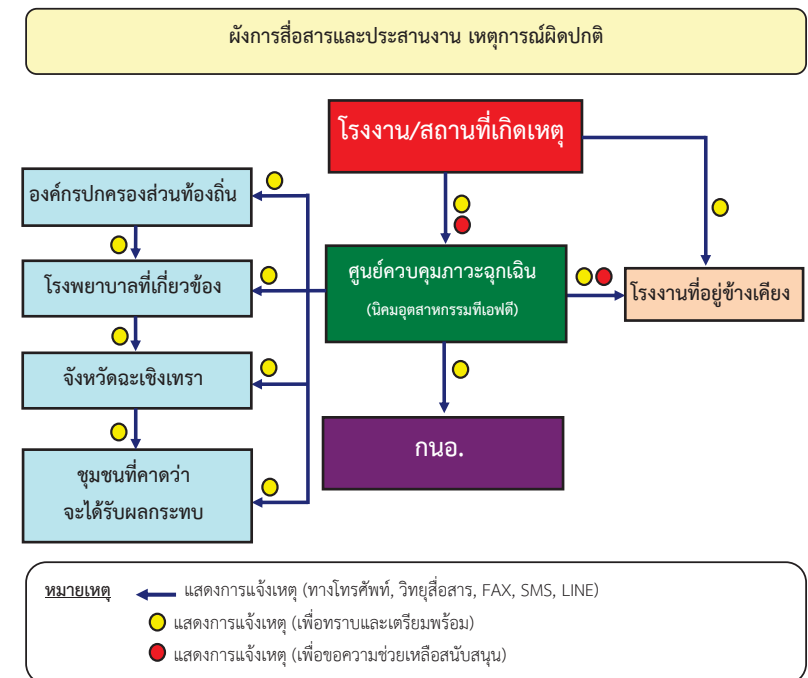 ผังการสื่อสารและประสานงาน เหตุการณ์ผิดปกติ
โรงงาน/สถานที่เกิดเหตุ
องค์กรปกครองส่วนท้องถิ่น
โรงพยาบาลที่เกี่ยวข้อง
จังหวัดฉะเชิงเทรา
ชุมชนที่คาดว่า
จะได้รับผลกระทบ
ศูนย์ควบคุมภาวะฉุกเฉิน
(นิคมอุตสาหกรรมทีเอฟดี)
โรงงานที่อยู่ข้างเคียง
กนอ.
หมายเหตุ แสดงการแจ้งเหตุ (ทางโทรศัพท์, วิทยุสื่อสาร, FAX, SMS, LINE)
แสดงการแจ้งเหตุ (เพื่อทราบและเตรียมพร้อม)
แสดงการแจ้งเหตุ (เพื่อขอความช่วยเหลือสนับสนุน)